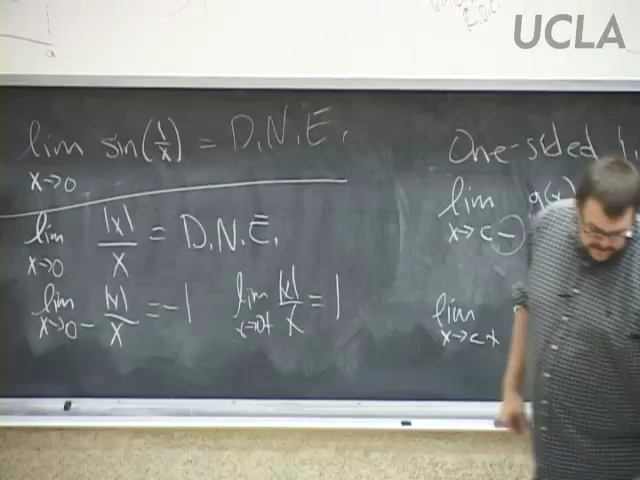 UCLA
lim sin(1/x) = D.N.E.
x→0
lim |x|/x = D.N.E.
x→0
lim |x|/x = -1 lim |x|/x = 1
x→0- x→0+
One-sided
lim g(x)
x→c-
lim
x→c+
a